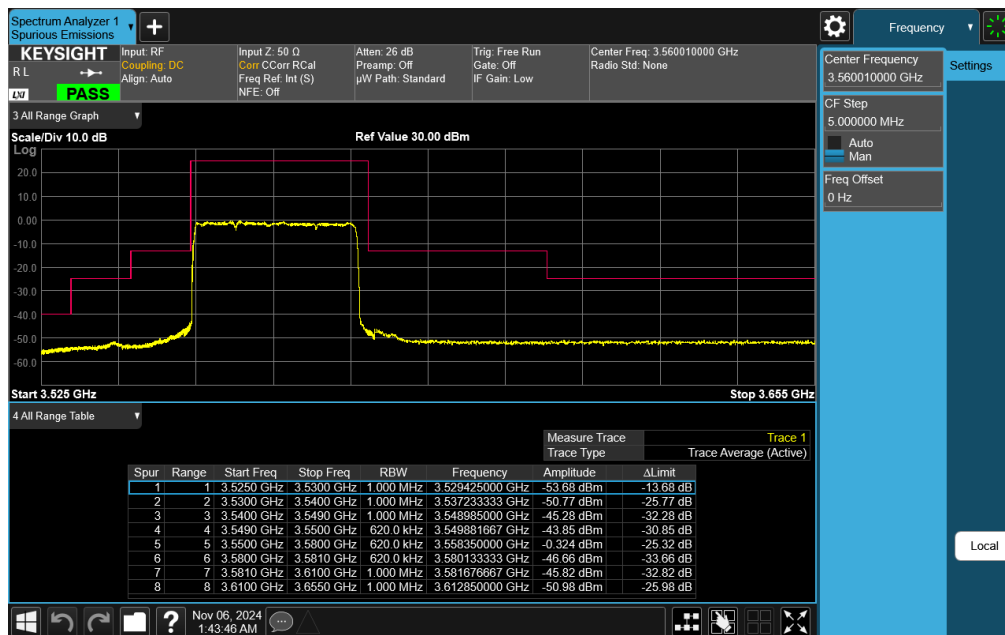 Spectrum Analyzer 1
Spurious Emissions
+
Frequency
KEYSIGHT
R L
LXI
PASS
Input: RF
Coupling: DC
Align: Auto
Input Z: 50 Ω
Corr CCorr RCal
Freq Ref: Int (S)
NFE: Off
Atten: 26 dB
Preamp: Off
µW Path: Standard
Trig: Free Run
Gate: Off
IF Gain: Low
Center Freq: 3.560010000 GHz
Radio Std: None
Center Frequency
3.560010000 GHz
Settings
CF Step
5.000000 MHz
Auto
Man
Freq Offset
0 Hz
Local
3 All Range Graph
Scale/Div 10.0 dB
Ref Value 30.00 dBm
Log
20.0
10.0
0.00
-10.0
-20.0
-30.0
-40.0
-50.0
-60.0
Start 3.525 GHz
Stop 3.655 GHz
4 All Range Table
Measure Trace Trace 1
Trace Type Trace Average (Active)
Spur Range Start Freq Stop Freq RBW Frequency Amplitude ΔLimit
1 1 3.5250 GHz 3.5300 GHz 1.000 MHz 3.529425000 GHz -53.68 dBm -13.68 dB
2 2 3.5300 GHz 3.5400 GHz 1.000 MHz 3.537233333 GHz -50.77 dBm -25.77 dB
3 3 3.5400 GHz 3.5490 GHz 1.000 MHz 3.548985000 GHz -45.28 dBm -32.28 dB
4 4 3.5490 GHz 3.5500 GHz 620.0 kHz 3.549881667 GHz -43.85 dBm -30.85 dB
5 5 3.5500 GHz 3.5800 GHz 620.0 kHz 3.558350000 GHz -0.324 dBm -25.32 dB
6 6 3.5800 GHz 3.5810 GHz 620.0 kHz 3.580133333 GHz -46.66 dBm -33.66 dB
7 7 3.5810 GHz 3.6100 GHz 1.000 MHz 3.581676667 GHz -45.82 dBm -32.82 dB
8 8 3.6100 GHz 3.6550 GHz 1.000 MHz 3.612850000 GHz -50.98 dBm -25.98 dB
?
Nov 06, 2024
1:43:46 AM